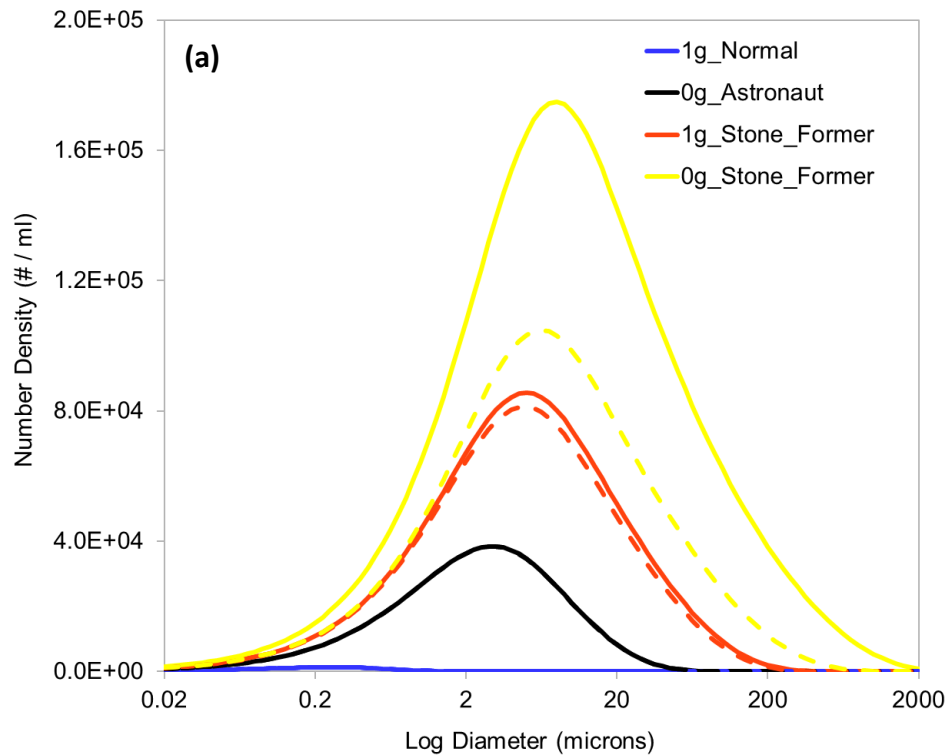 2.0E+05
(a)
1g_Normal
0g_Astronaut
1g_Stone_Former
0g_Stone_Former
1.6E+05
1.2E+05
8.0E+04
4.0E+04
0.0E+00
Number Density (# / ml)
0.02
0.2
2
20
200
2000
Log Diameter (microns)